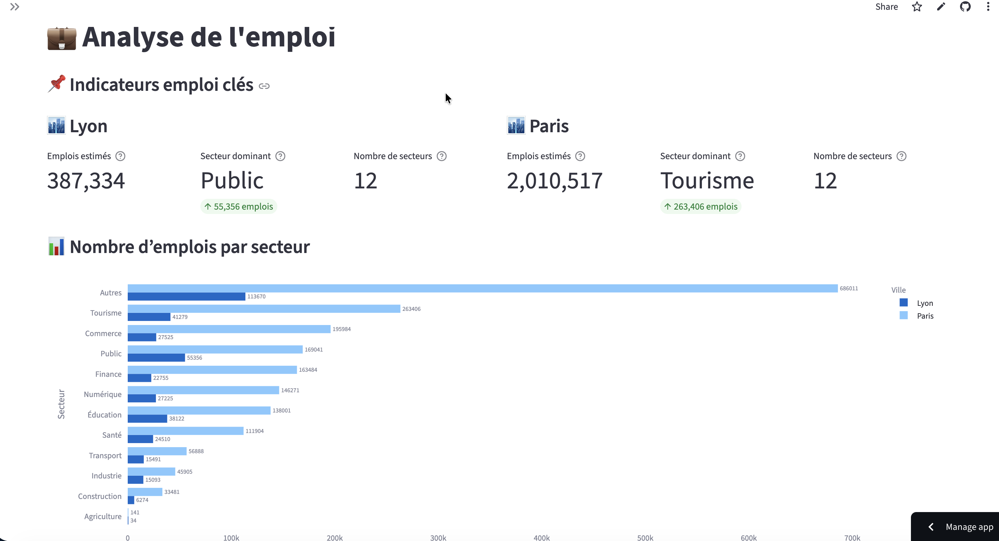 Share
Analyse de l'emploi
Indicateurs emploi clés
Lyon
Emplois estimés
387,334
Secteur dominant
Public
↑ 55,356 emplois
Nombre de secteurs
12
Paris
Emplois estimés
2,010,517
Secteur dominant
Tourisme
↑ 263,406 emplois
Nombre de secteurs
12
Nombre d’emplois par secteur
Secteur
Autres
686011
113670
Tourisme
263406
41279
Commerce
195984
27525
Public
169041
55356
Finance
163484
22755
Numérique
146271
27225
Éducation
138001
38122
Santé
111904
24510
Transport
56888
15491
Industrie
45905
15093
Construction
33481
6274
Agriculture
141
34
0 100k 200k 300k 400k 500k 600k 700k
Ville
Lyon
Paris
Manage app